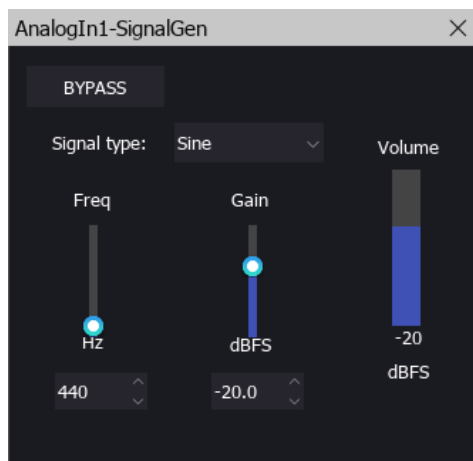 AnalogIn1-SignalGen
BYPASS
Signal type: Sine
Volume
Freq
Gain
Hz
dBFS
-20
dBFS
440
-20.0